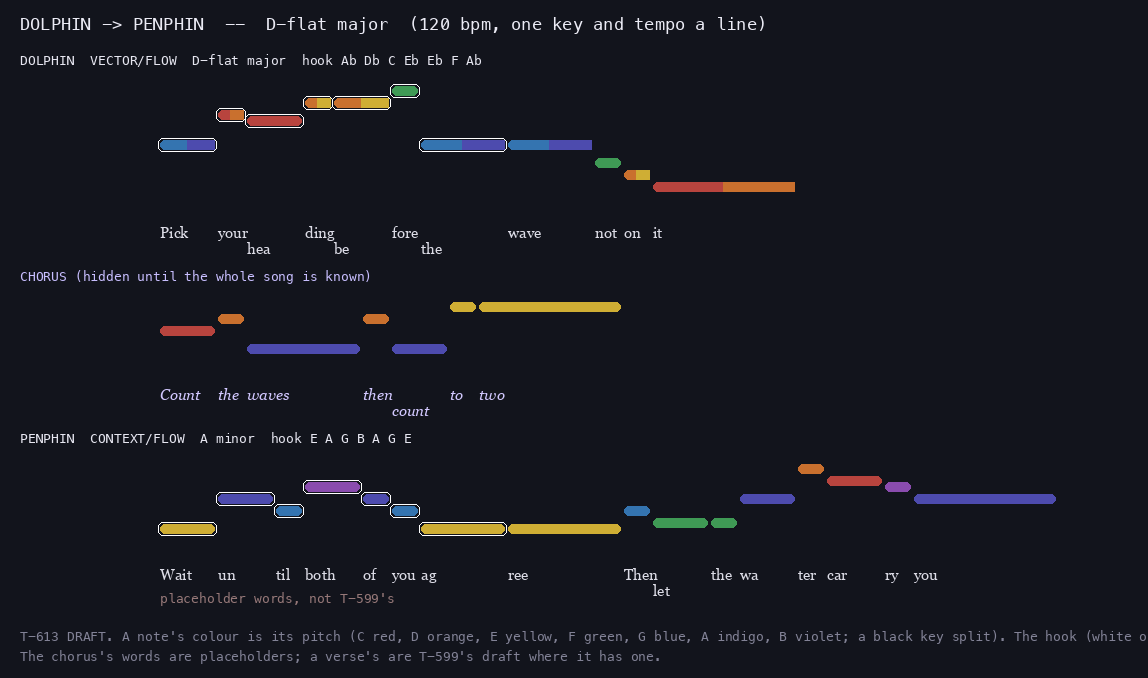 DOLPHIN -> PENPHIN -- D-flat major (120 bpm, one key and tempo a line)
DOLPHIN VECTOR/FLOW D-flat major hook Ab Db C Eb Eb F Ab
Pick your ding fore wave not on it
hea be the
CHORUS (hidden until the whole song is known)
Count the waves then to two
count
PENPHIN CONTEXT/FLOW A minor hook E A G B A G E
Wait un til both of you ag ree Then the wa ter car ry you
let
placeholder words, not T-599's
T-613 DRAFT. A note's colour is its pitch (C red, D orange, E yellow, F green, G blue, A indigo, B violet; a black key split). The hook (white
The chorus's words are placeholders; a verse's are T-599's draft where it has one.